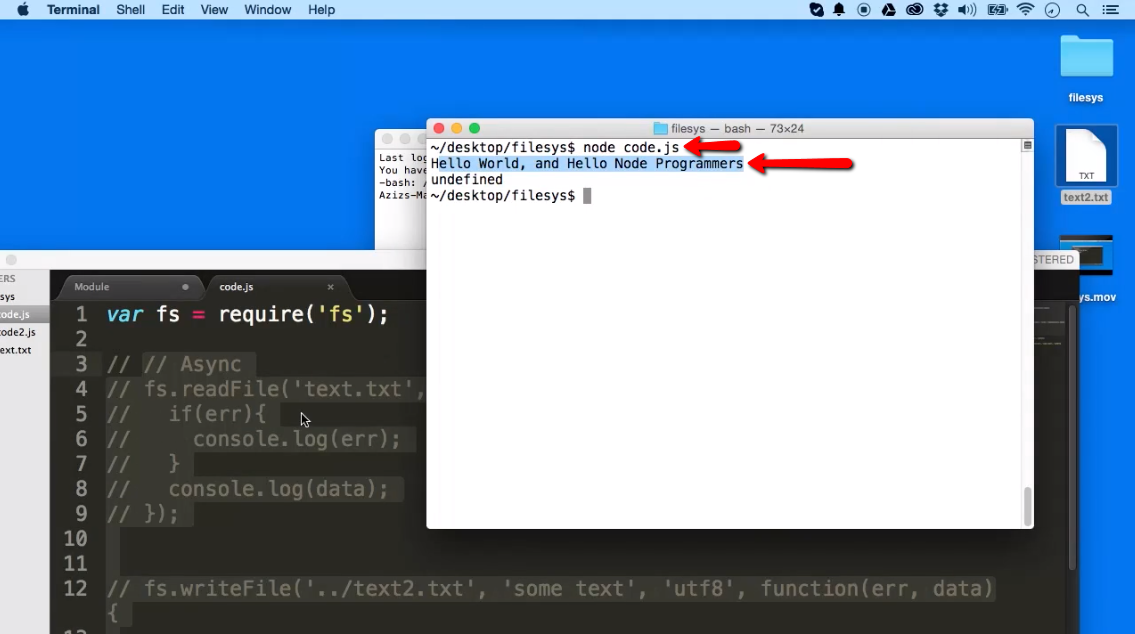 Terminal Shell Edit View Window Help
filesys
TXT
text2.txt
ys.mov
filesys — bash — 73×24
~/desktop/filesys$ node code.js
Hello World, and Hello Node Programmers
undefined
~/desktop/filesys$
Last log
You have
-bash: /
Azizs-Ma
STERED
ERS
sys
code.js
code2.js
ext.txt
Module
code.js
1 var fs = require('fs');
2
3 // // Async
4 // fs.readFile('text.txt',
5 //   if(err){
6 //     console.log(err);
7 //   }
8 //   console.log(data);
9 // });
10
11
12 // fs.writeFile('../text2.txt', 'some text', 'utf8', function(err, data)
{